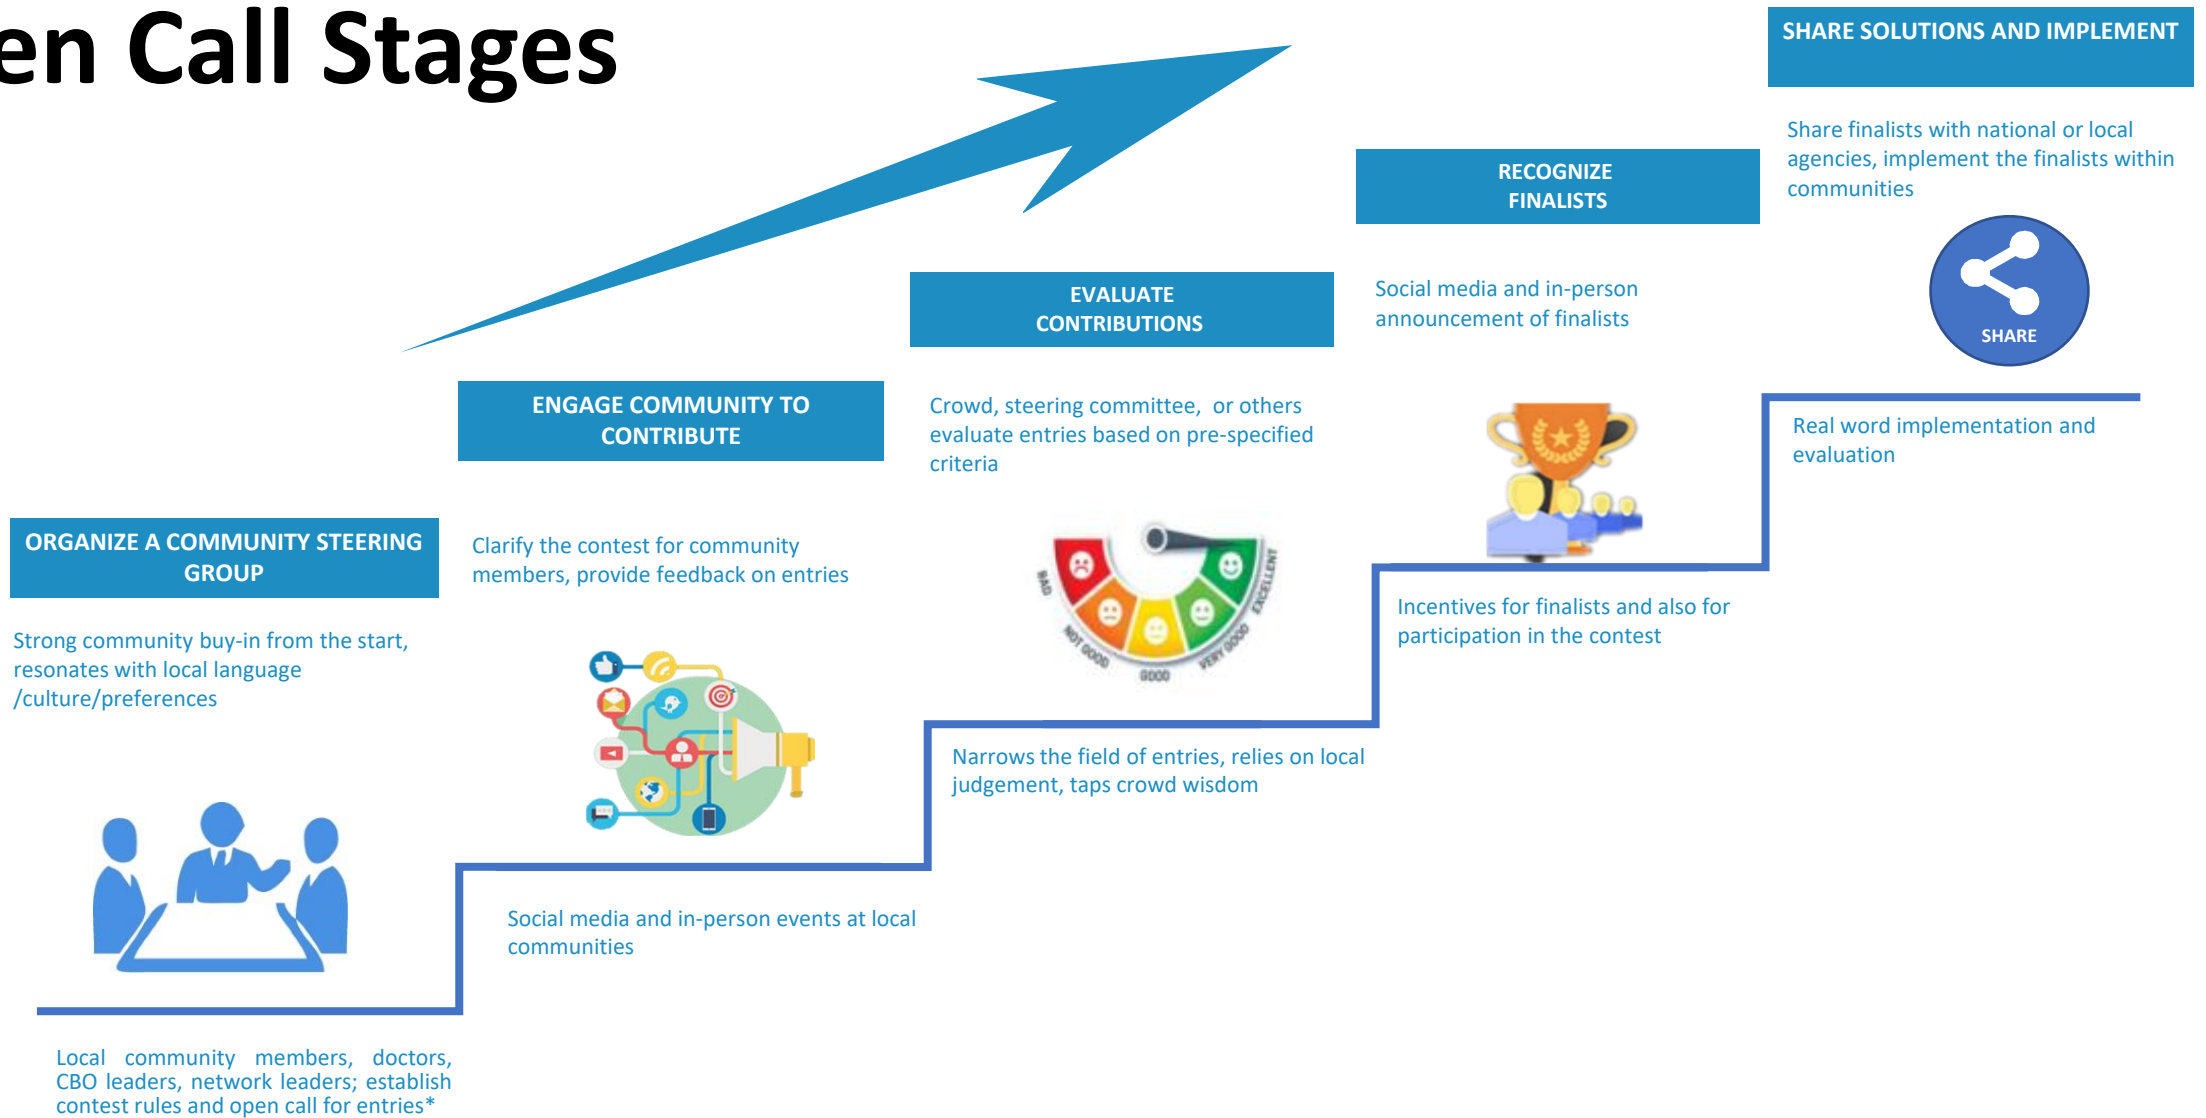 en Call Stages
SHARE SOLUTIONS AND IMPLEMENT
Share finalists with national or local
agencies, implement the finalists within
communities
SHARE
Real word implementation and
evaluation
RECOGNIZE
FINALISTS
Social media and in-person
announcement of finalists
Incentives for finalists and also for
participation in the contest
EVALUATE
CONTRIBUTIONS
Crowd, steering committee, or others
evaluate entries based on pre-specified
criteria
BAD
NOT GOOD
GOOD
VERY GOOD
EXCELLENT
Narrows the field of entries, relies on local
judgement, taps crowd wisdom
ENGAGE COMMUNITY TO
CONTRIBUTE
Clarify the contest for community
members, provide feedback on entries
Social media and in-person events at local
communities
ORGANIZE A COMMUNITY STEERING
GROUP
Strong community buy-in from the start,
resonates with local language
/culture/preferences
Local community members, doctors,
CBO leaders, network leaders; establish
contest rules and open call for entries*